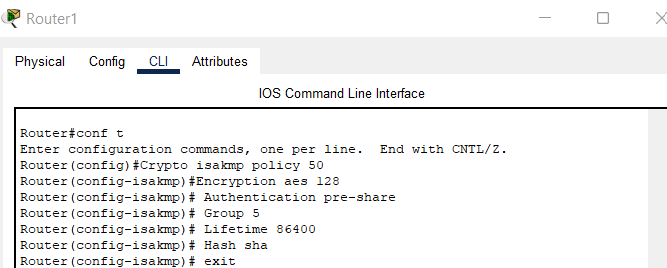 Router1
Physical Config CLI Attributes
IOS Command Line Interface
Router#conf t
Enter configuration commands, one per line.  End with CNTL/Z.
Router(config)#Crypto isakmp policy 50
Router(config-isakmp)#Encryption aes 128
Router(config-isakmp)# Authentication pre-share
Router(config-isakmp)# Group 5
Router(config-isakmp)# Lifetime 86400
Router(config-isakmp)# Hash sha
Router(config-isakmp)# exit